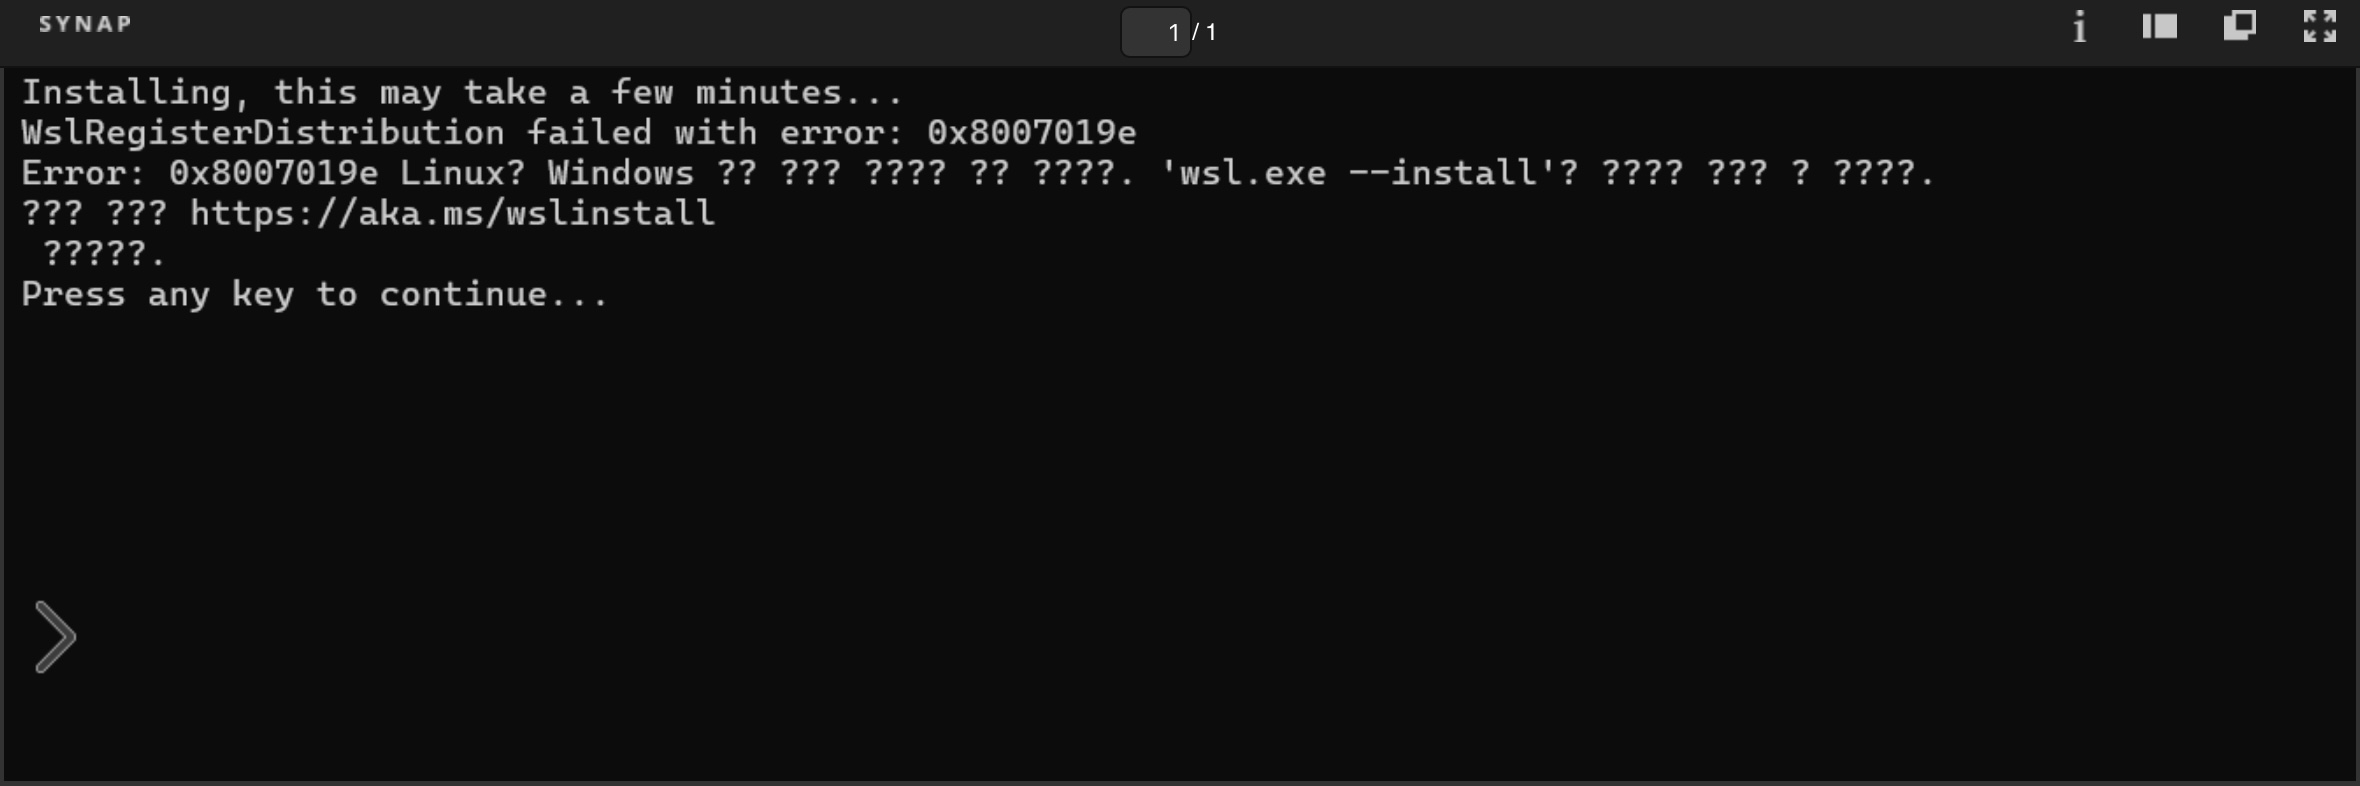 SYNAP
1 / 1
i
Installing, this may take a few minutes...
WslRegisterDistribution failed with error: 0x8007019e
Error: 0x8007019e Linux? Windows ?? ??? ???? ?? ????. 'wsl.exe --install'? ???? ??? ? ????.
??? ??? https://aka.ms/wslinstall
?????.
Press any key to continue...